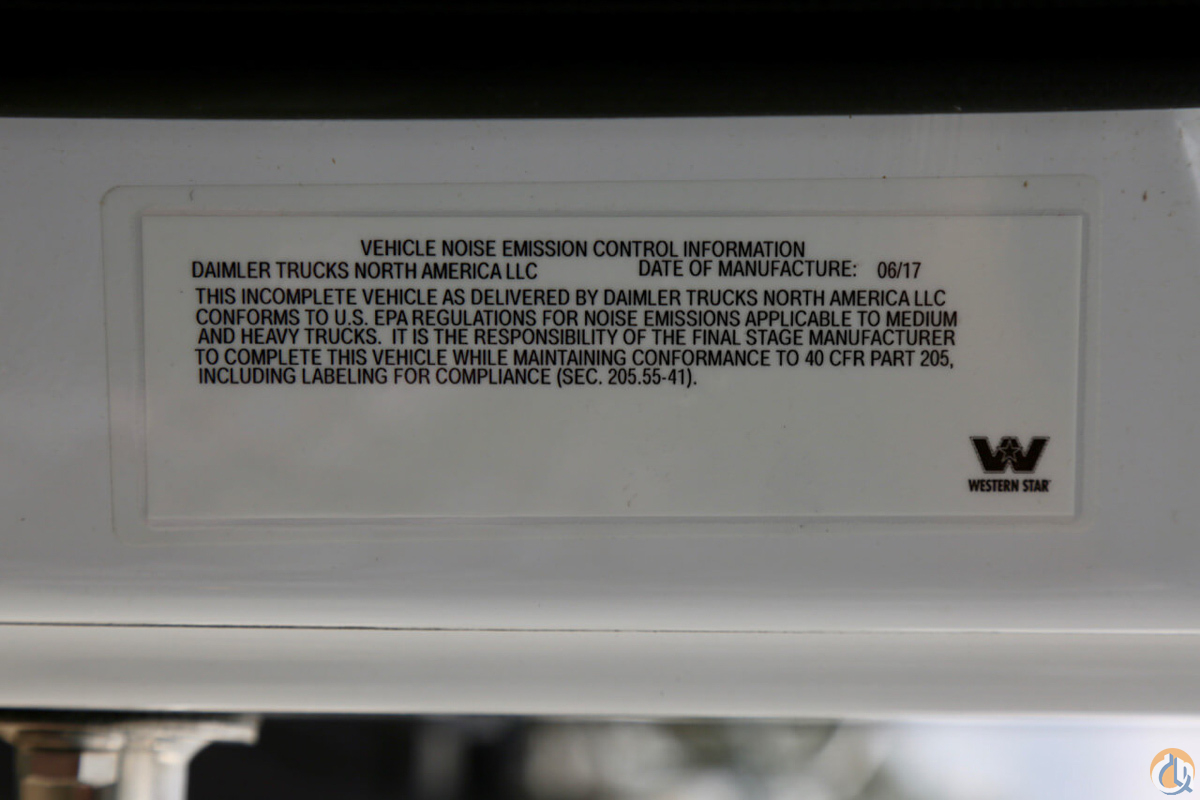 VEHICLE NOISE EMISSION CONTROL INFORMATION
DAIMLER TRUCKS NORTH AMERICA LLC DATE OF MANUFACTURE: 06/17
THIS INCOMPLETE VEHICLE AS DELIVERED BY DAIMLER TRUCKS NORTH AMERICA LLC
CONFORMS TO U.S. EPA REGULATIONS FOR NOISE EMISSIONS APPLICABLE TO MEDIUM
AND HEAVY TRUCKS. IT IS THE RESPONSIBILITY OF THE FINAL STAGE MANUFACTURER
TO COMPLETE THIS VEHICLE WHILE MAINTAINING CONFORMANCE TO 40 CFR PART 205,
INCLUDING LABELING FOR COMPLIANCE (SEC. 205.55-41).
WESTERN STAR